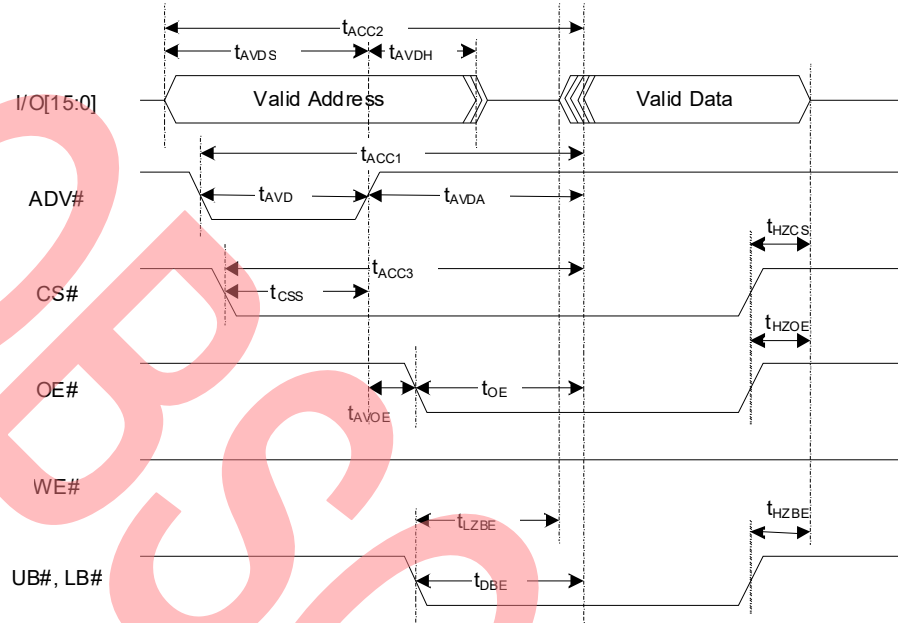 tACC2
tAVDS tAVDH
I/O[15:0] Valid Address Valid Data
tACC1
ADV# tAVD tAVDA
tHZCS
tACC3
CS# tCSS
tHZOE
OE# tOE
tAVOE
WE#
tHZBE
tLZBE
UB#, LB# tDBE
OBSO